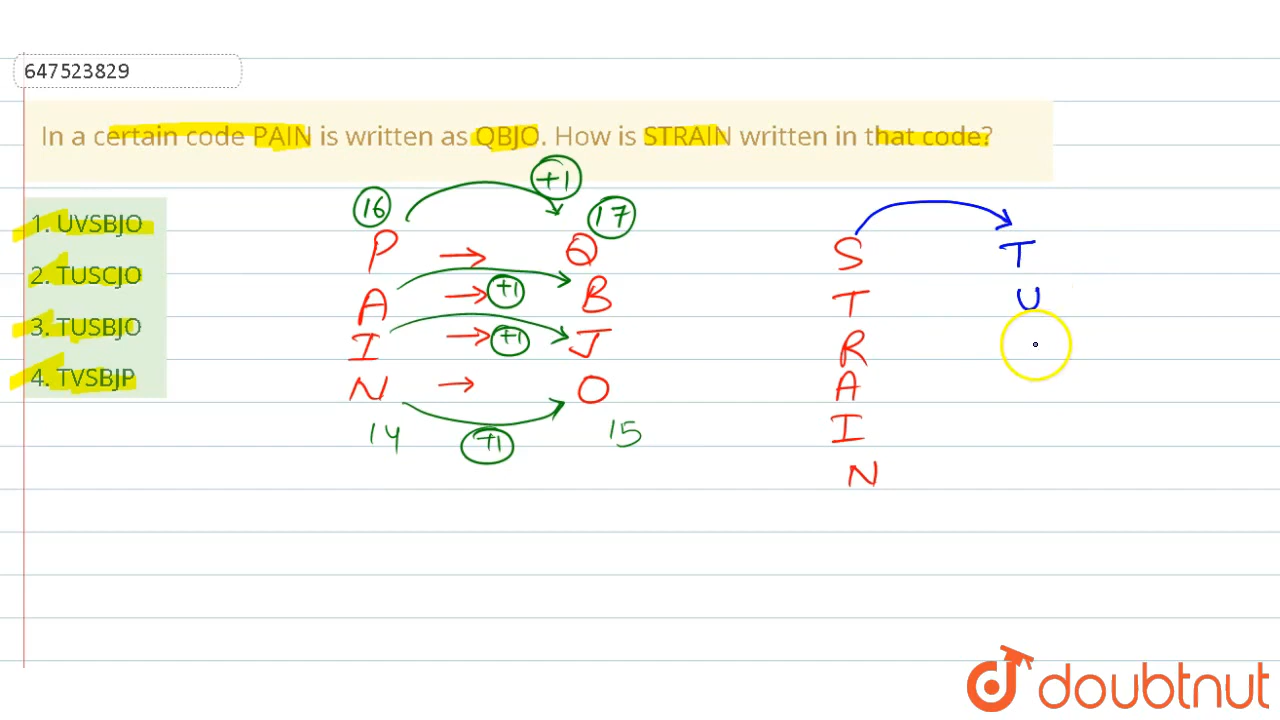 647523829
In a certain code PAIN is written as QBJO. How is STRAIN written in that code?
1. UVSBJO
2. TUSCJO
3. TUSBJO
4. TVSBJP
+1
16 17
P → Q
A → +1 B
I → +1 J
N → O
14 +1 15
S T
T U
R
A
I
N
doubtnut